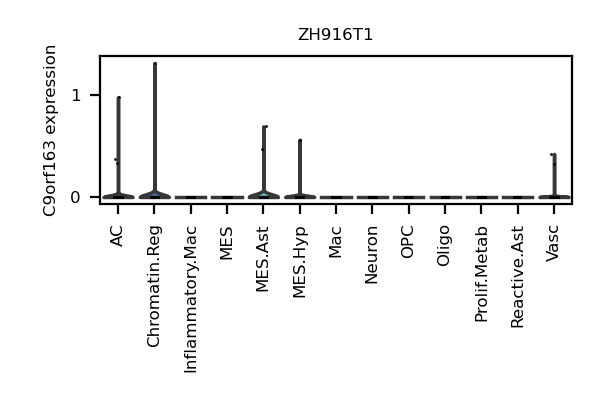 ZH916T1
C9orf163 expression
1
0
AC
Chromatin.Reg
Inflammatory.Mac
MES
MES.Ast
MES.Hyp
Mac
Neuron
OPC
Oligo
Prolif.Metab
Reactive.Ast
Vasc